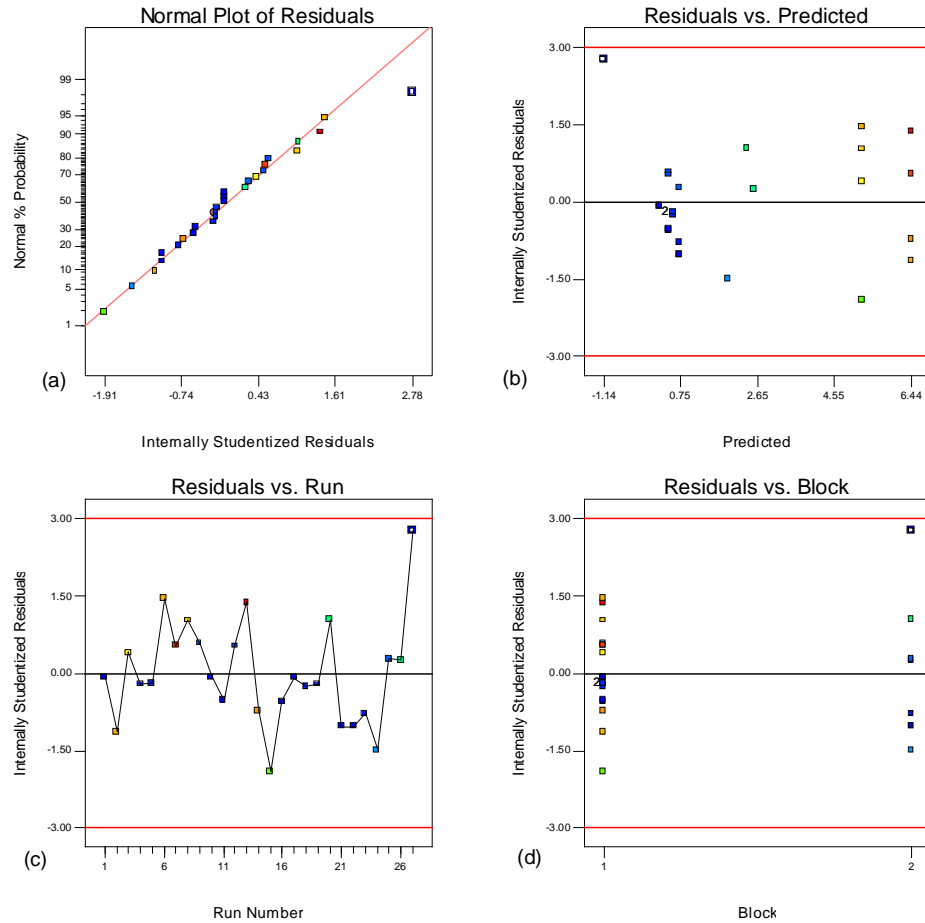 Normal Plot of Residuals
Normal % Probability
99
95
90
80
70
50
30
20
10
5
1
(a)
-1.91 -0.74 0.43 1.61 2.78
Internally Studentized Residuals
Residuals vs. Predicted
Internally Studentized Residuals
3.00
1.50
0.00
-1.50
-3.00
2
(b)
-1.14 0.75 2.65 4.55 6.44
Predicted
Residuals vs. Run
Internally Studentized Residuals
3.00
1.50
0.00
-1.50
-3.00
(c)
1 6 11 16 21 26
Run Number
Residuals vs. Block
Internally Studentized Residuals
3.00
1.50
0.00
-1.50
-3.00
2
(d)
1 2
Block